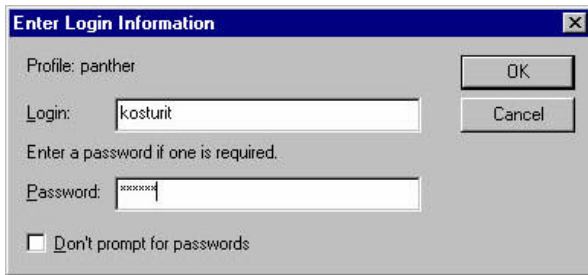 Enter Login Information
Profile: panther
OK
Login: kosturit
Cancel
Enter a password if one is required.
Password: ******
Don't prompt for passwords